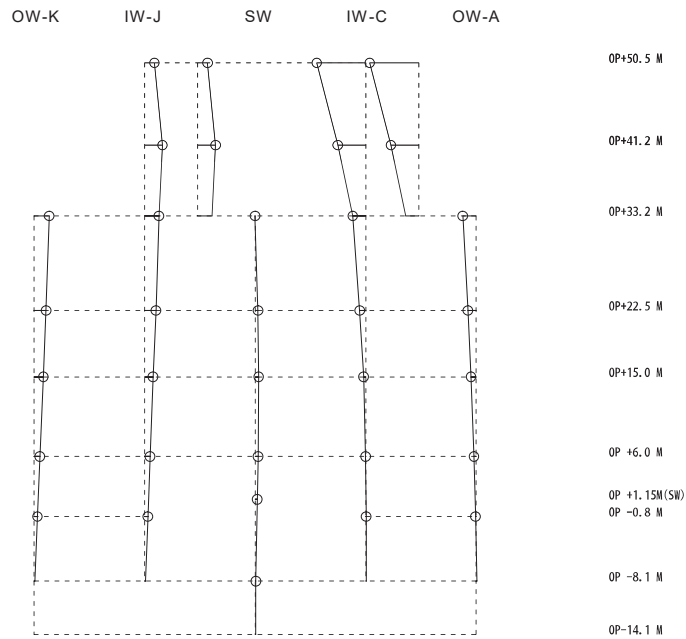 OW-K IW-J SW IW-C OW-A
OP+50.5 M
OP+41.2 M
OP+33.2 M
OP+22.5 M
OP+15.0 M
OP +6.0 M
OP +1.15M(SW)
OP -0.8 M
OP -8.1 M
OP-14.1 M